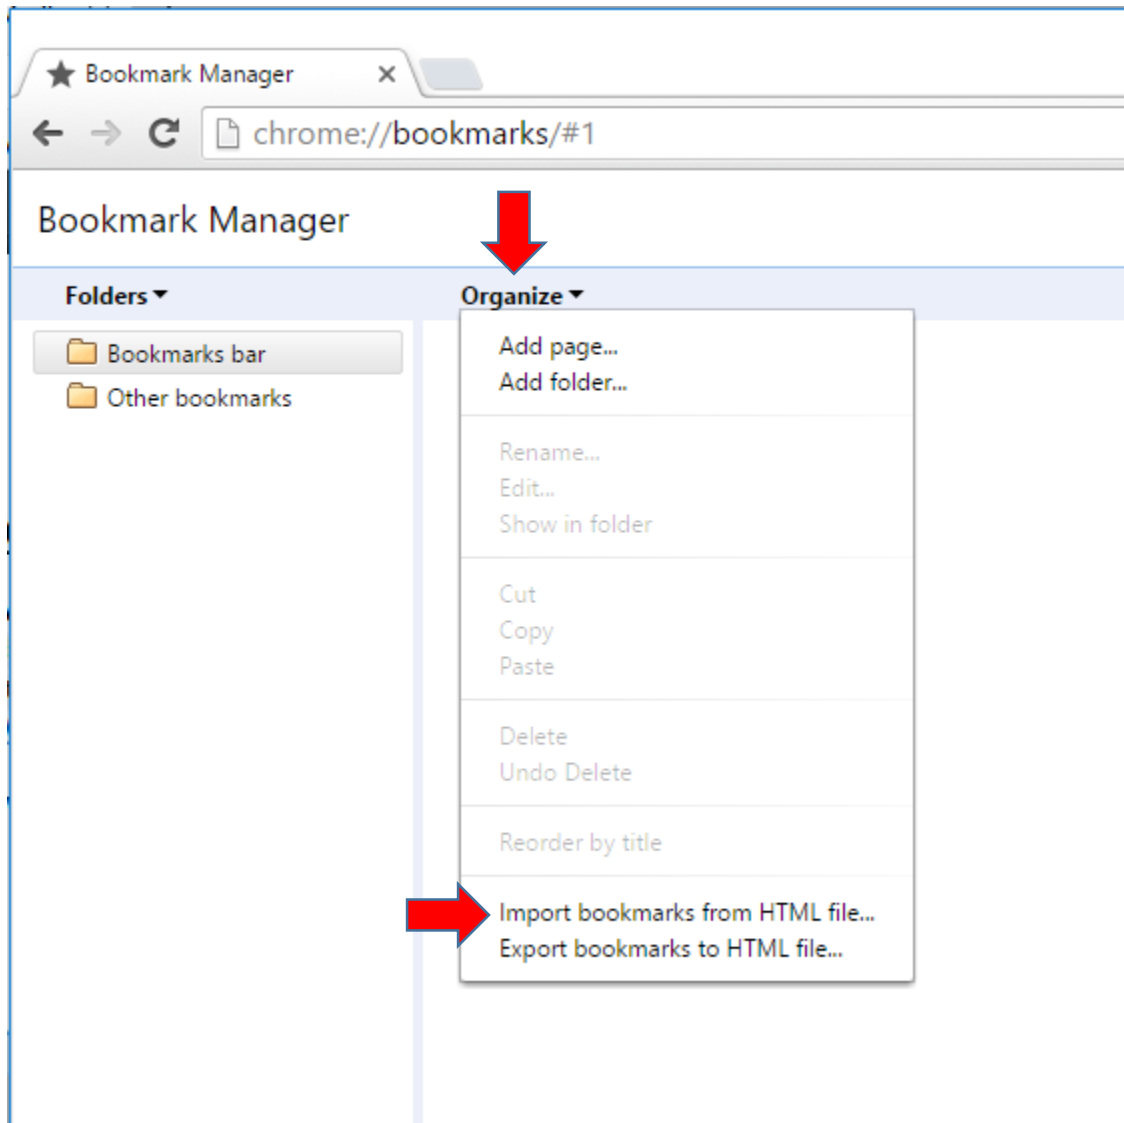 Bookmark Manager
chrome://bookmarks/#1
Bookmark Manager
Folders
Organize
Bookmarks bar
Other bookmarks
Add page...
Add folder...
Rename...
Edit...
Show in folder
Cut
Copy
Paste
Delete
Undo Delete
Reorder by title
Import bookmarks from HTML file...
Export bookmarks to HTML file...